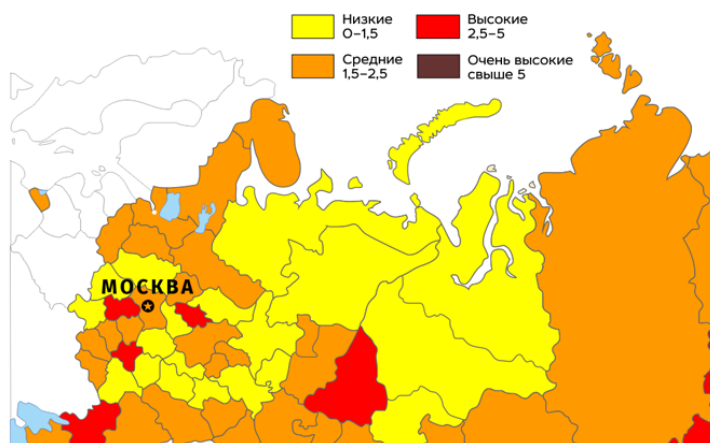 Низкие
0–1,5
Высокие
2,5–5
Средние
1,5–2,5
Очень высокие
свыше 5
МОСКВА